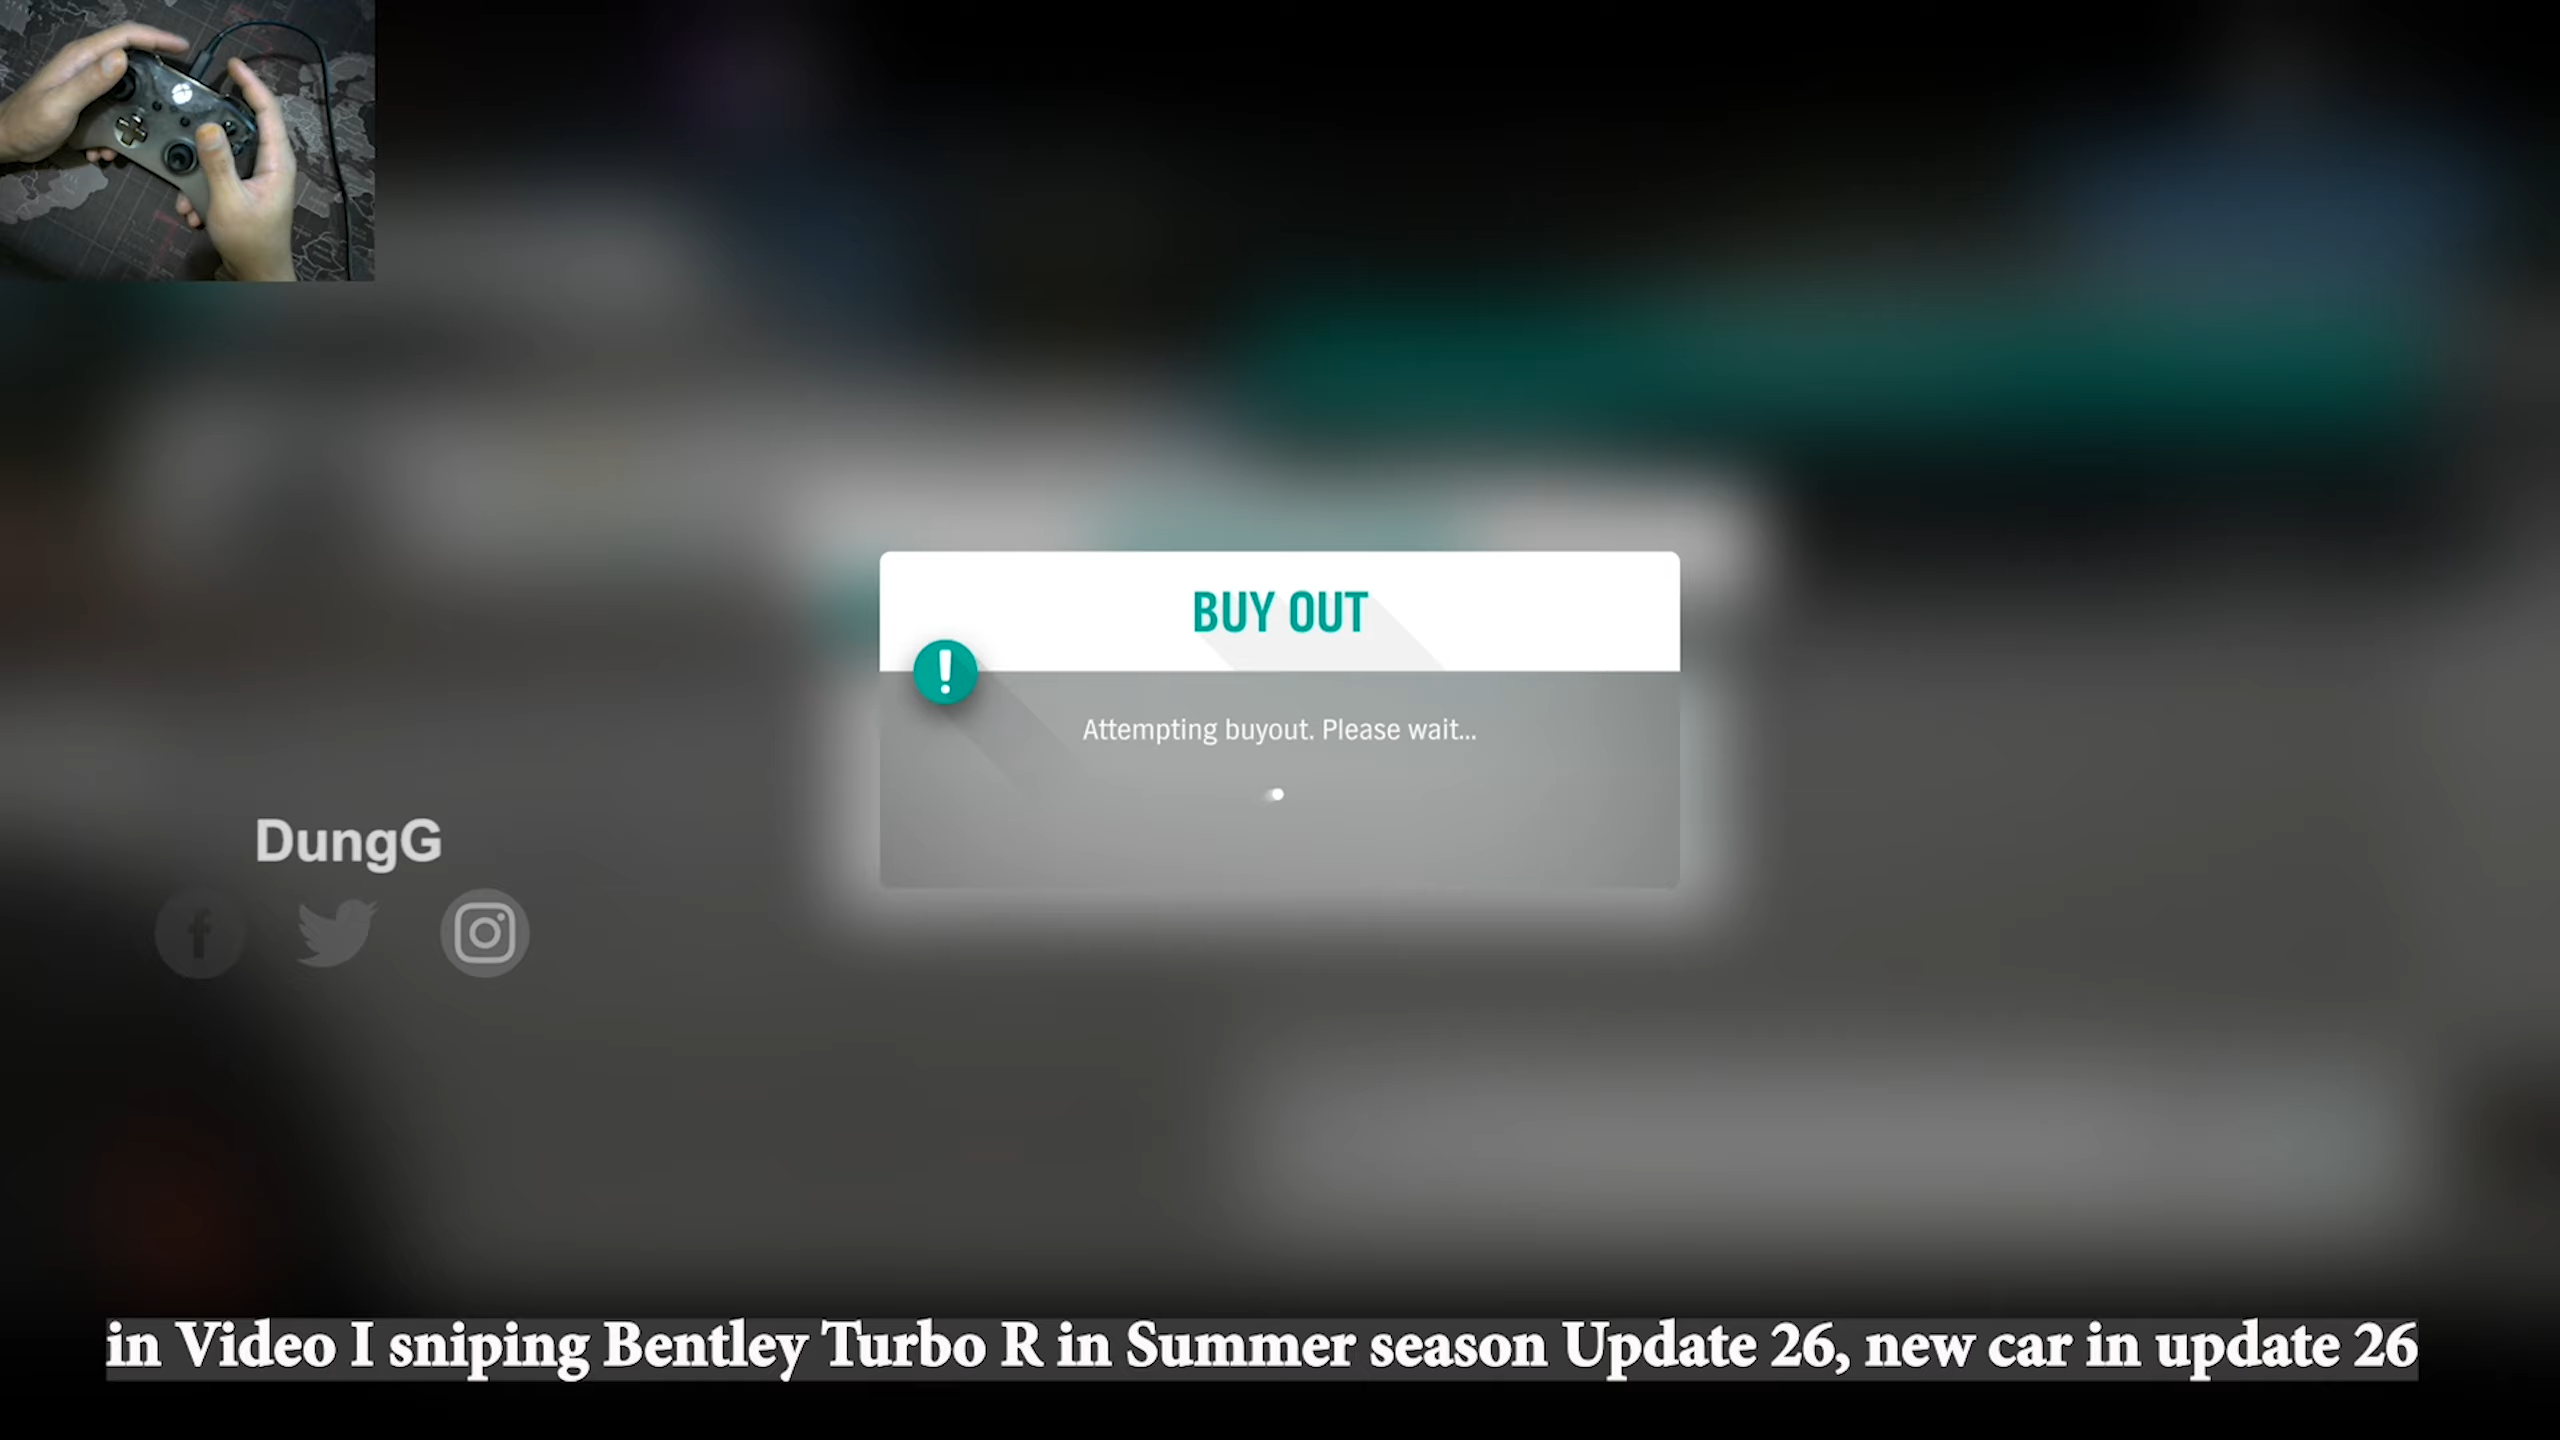 BUY OUT
Attempting buyout. Please wait...
DungG
in Video I sniping Bentley Turbo R in Summer season Update 26, new car in update 26